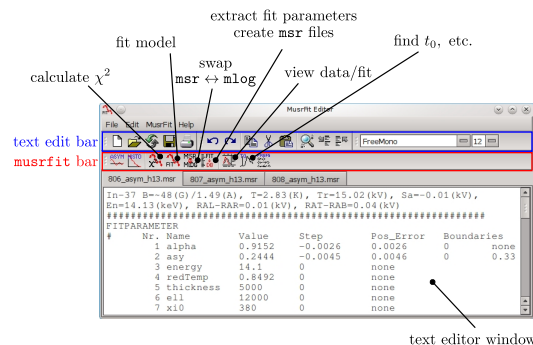 extract fit parameters
create msr files
fit model
find t₀, etc.
swap
msr ↔ mlog
view data/fit
calculate χ²
Musrfit Editor
File Edit MusrFit Help
text edit bar
FreeMono
12
musrfit bar
806_asym_h13.msr 807_asym_h13.msr 808_asym_h13.msr
In-37 B=~48(G)/1.49(A), T=2.83(K), Tr=15.02(kV), Sa=-0.01(kV),
En=14.13(keV), RAL-RAR=0.01(kV), RAT-RAB=0.04(kV)
###############################################################
FITPARAMETER
# Nr. Name Value Step Pos_Error Boundaries
1 alpha 0.9152 -0.0026 0.0026 0 none
2 asy 0.2444 -0.0045 0.0046 0 0.33
3 energy 14.1 0 none
4 redTemp 0.8492 0 none
5 thickness 5000 0 none
6 ell 12000 0 none
7 xi0 380 0 none
text editor window